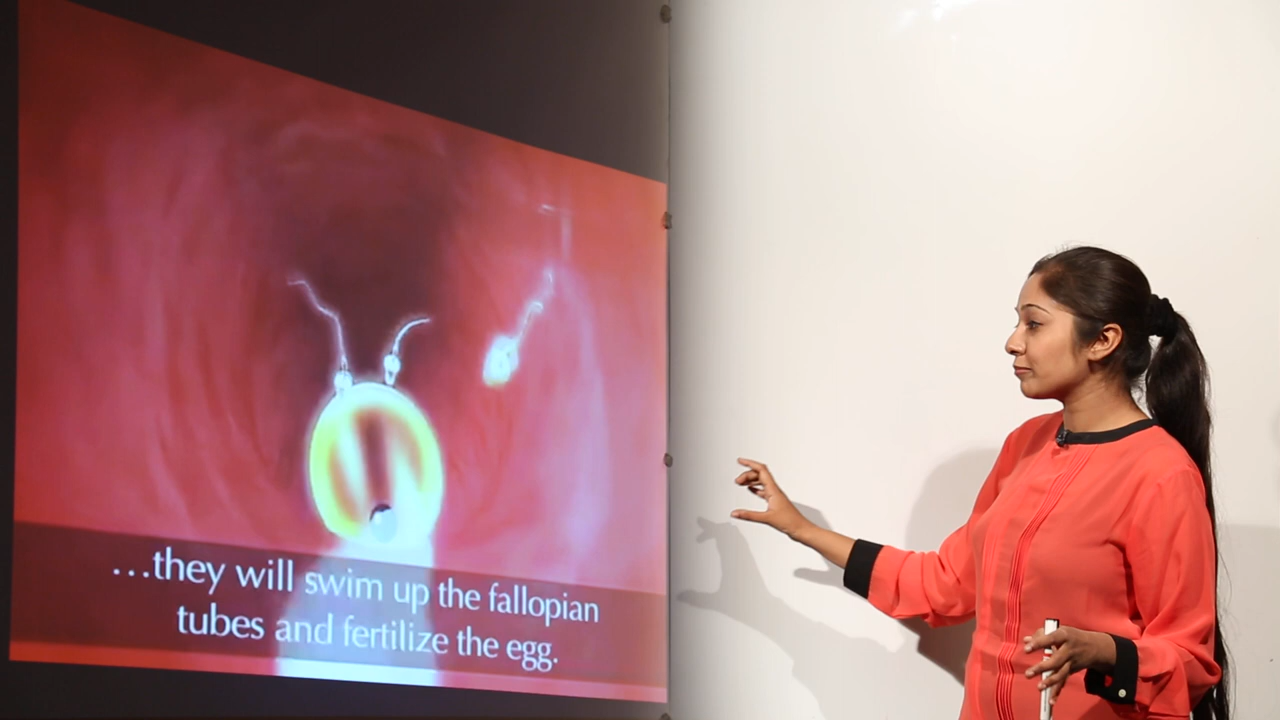 ...they will swim up the fallopian
tubes and fertilize the egg.